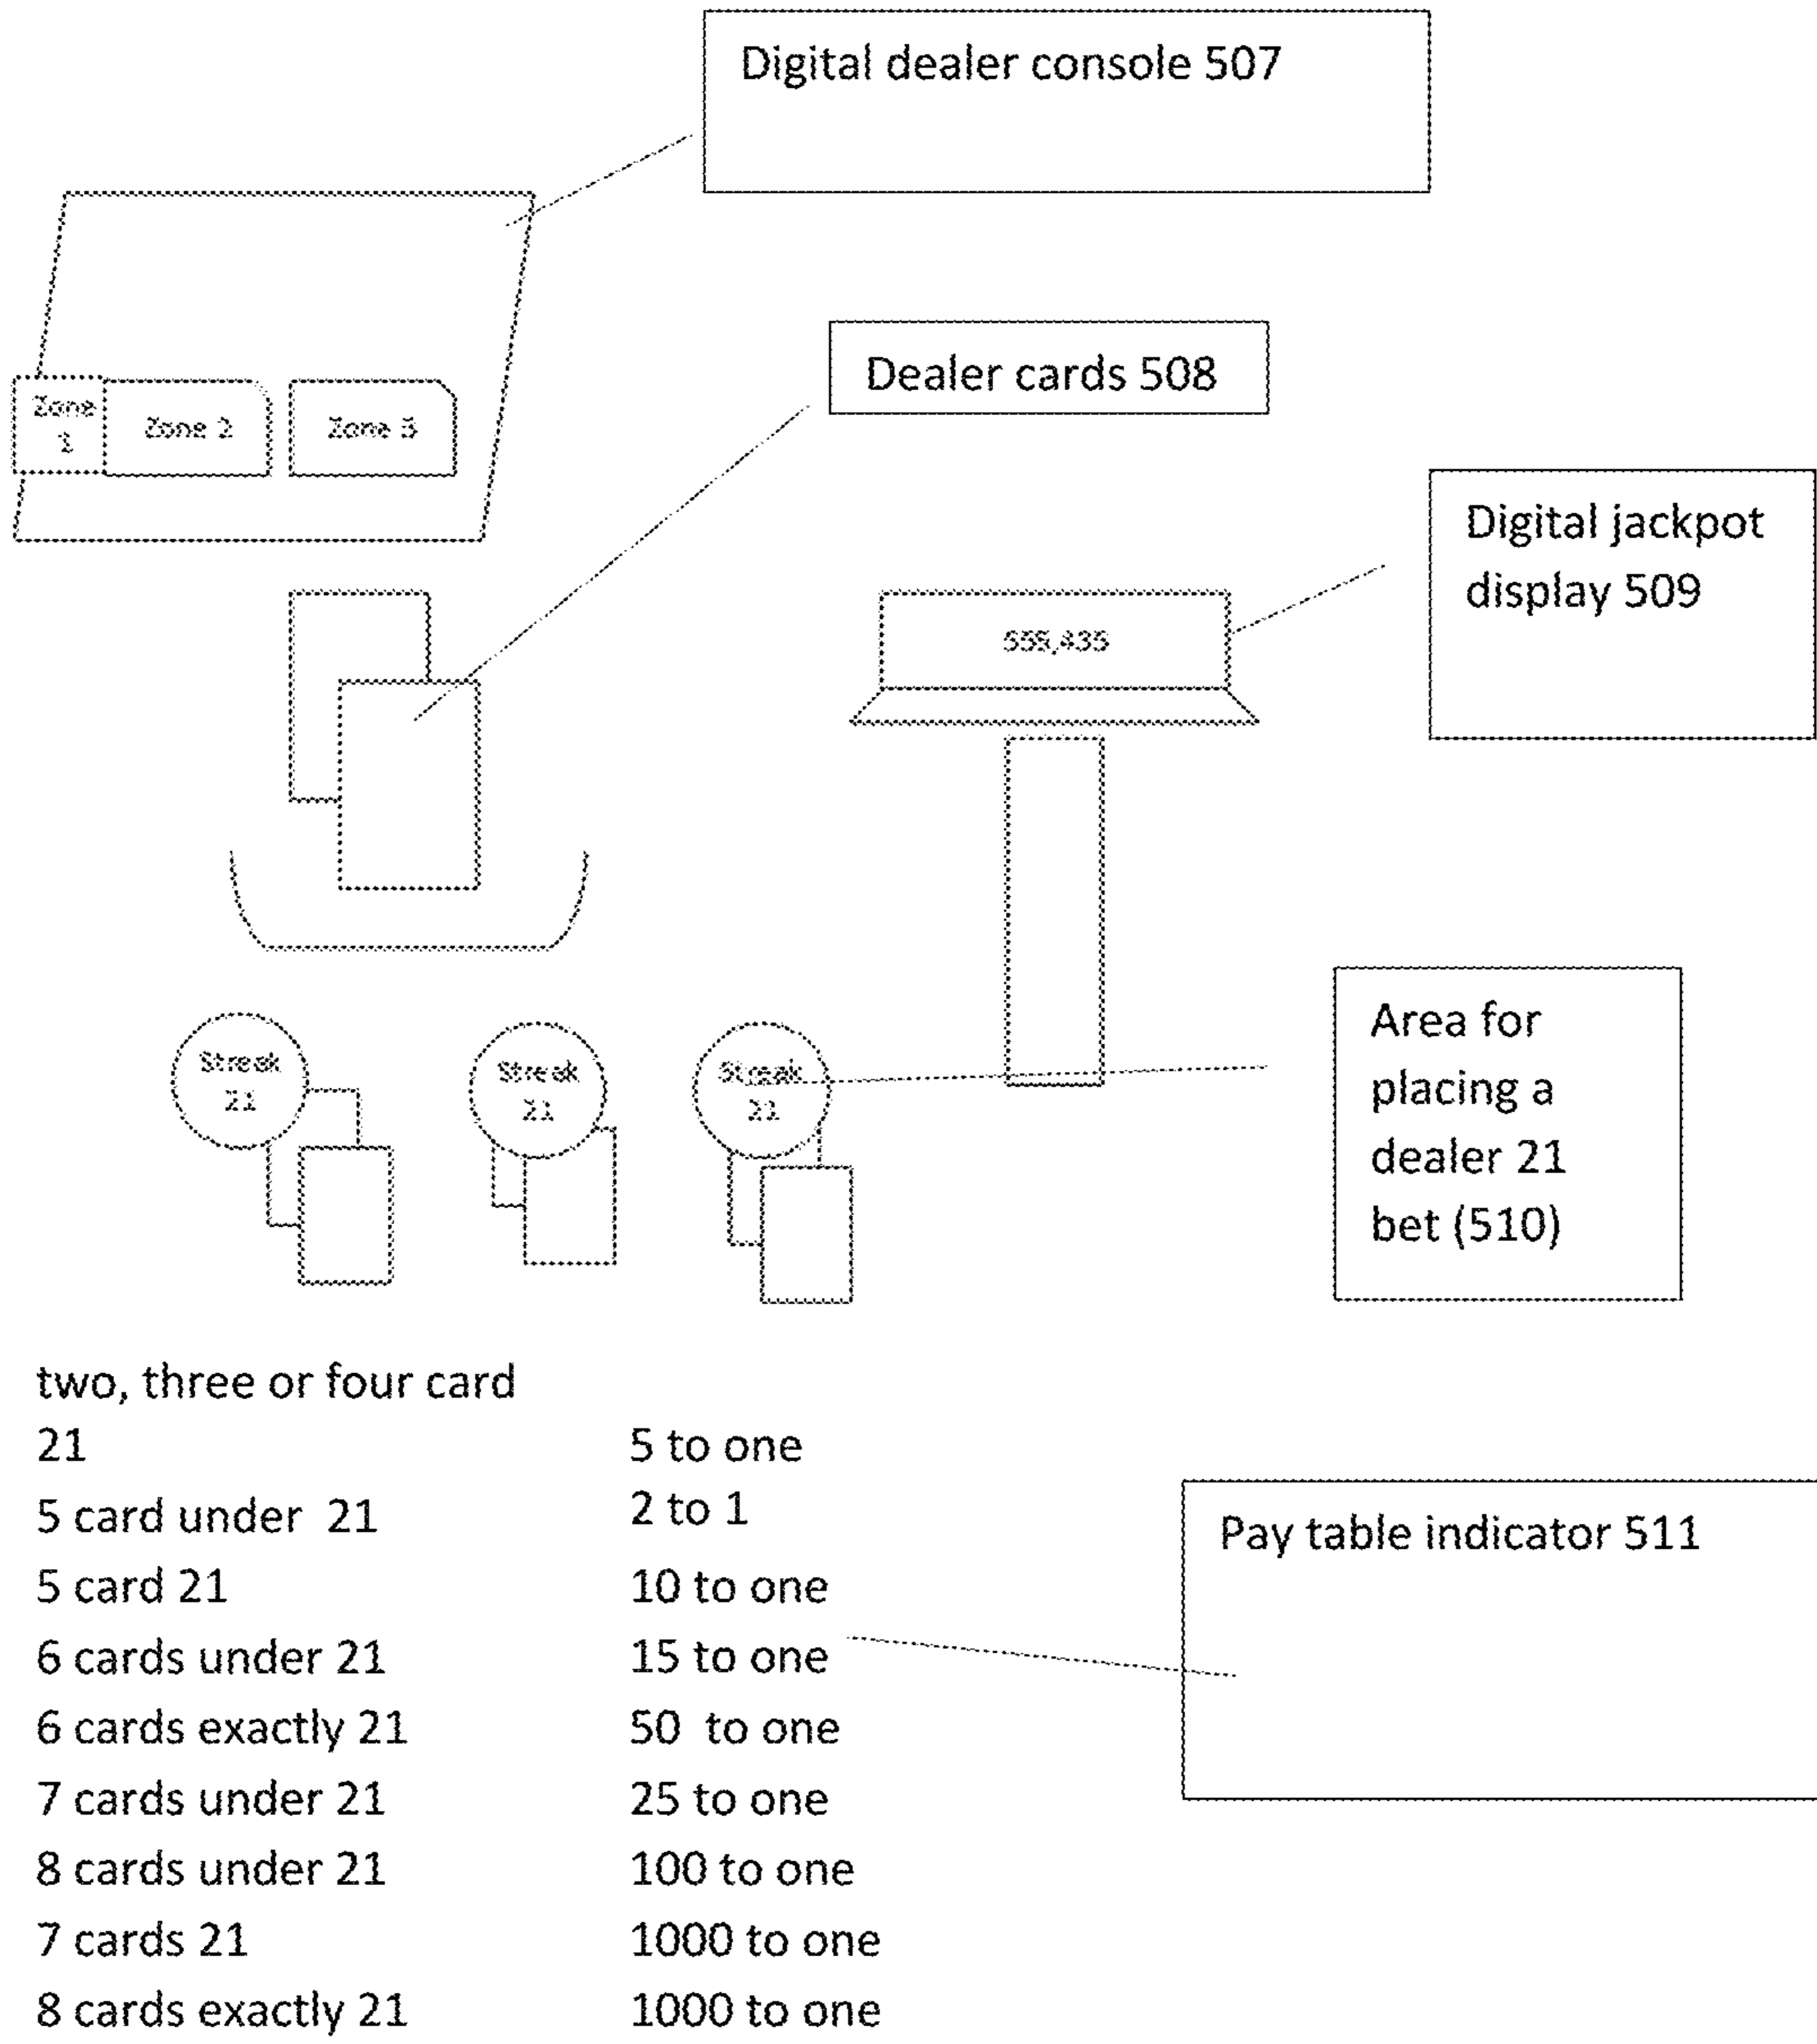 Digital dealer console 507
Zone
1
Zone 2
Zone 3
Dealer cards 508
Digital jackpot
display 509
555,435
Streak
21
Streak
21
Streak
21
Area for
placing a
dealer 21
bet (510)
two, three or four card
21 5 to one
5 card under 21 2 to 1
5 card 21 10 to one
6 cards under 21 15 to one
6 cards exactly 21 50 to one
7 cards under 21 25 to one
8 cards under 21 100 to one
7 cards 21 1000 to one
8 cards exactly 21 1000 to one
Pay table indicator 511